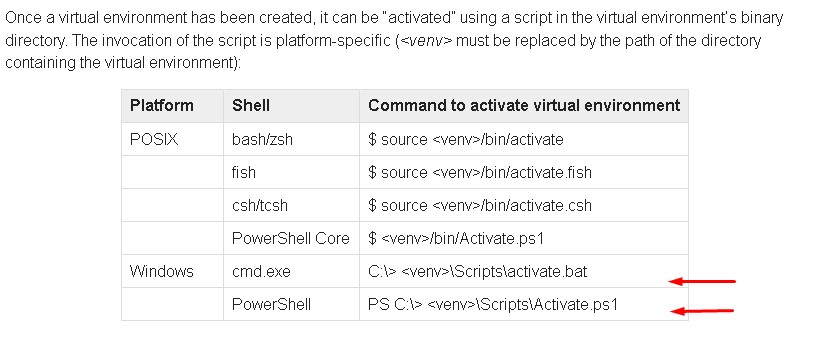 Once a virtual environment has been created, it can be "activated" using a script in the virtual environment's binary
directory. The invocation of the script is platform-specific (<venv> must be replaced by the path of the directory
containing the virtual environment):
Platform Shell Command to activate virtual environment
POSIX bash/zsh $ source <venv>/bin/activate
fish $ source <venv>/bin/activate.fish
csh/tcsh $ source <venv>/bin/activate.csh
PowerShell Core $ <venv>/bin/Activate.ps1
Windows cmd.exe C:\> <venv>\Scripts\activate.bat
PowerShell PS C:\> <venv>\Scripts\Activate.ps1